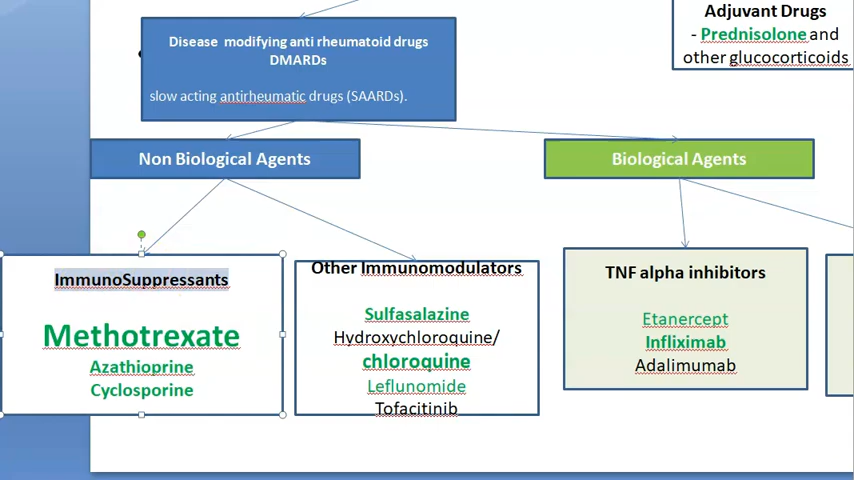 Adjuvant Drugs
- Prednisolone and
other glucocorticoids
Disease modifying anti rheumatoid drugs
DMARDs
slow acting antirheumatic drugs (SAARDs).
Non Biological Agents
Biological Agents
ImmunoSuppressants
Methotrexate
Azathioprine
Cyclosporine
Other Immunomodulators
Sulfasalazine
Hydroxychloroquine/
chloroquine
Leflunomide
Tofacitinib
TNF alpha inhibitors
Etanercept
Infliximab
Adalimumab